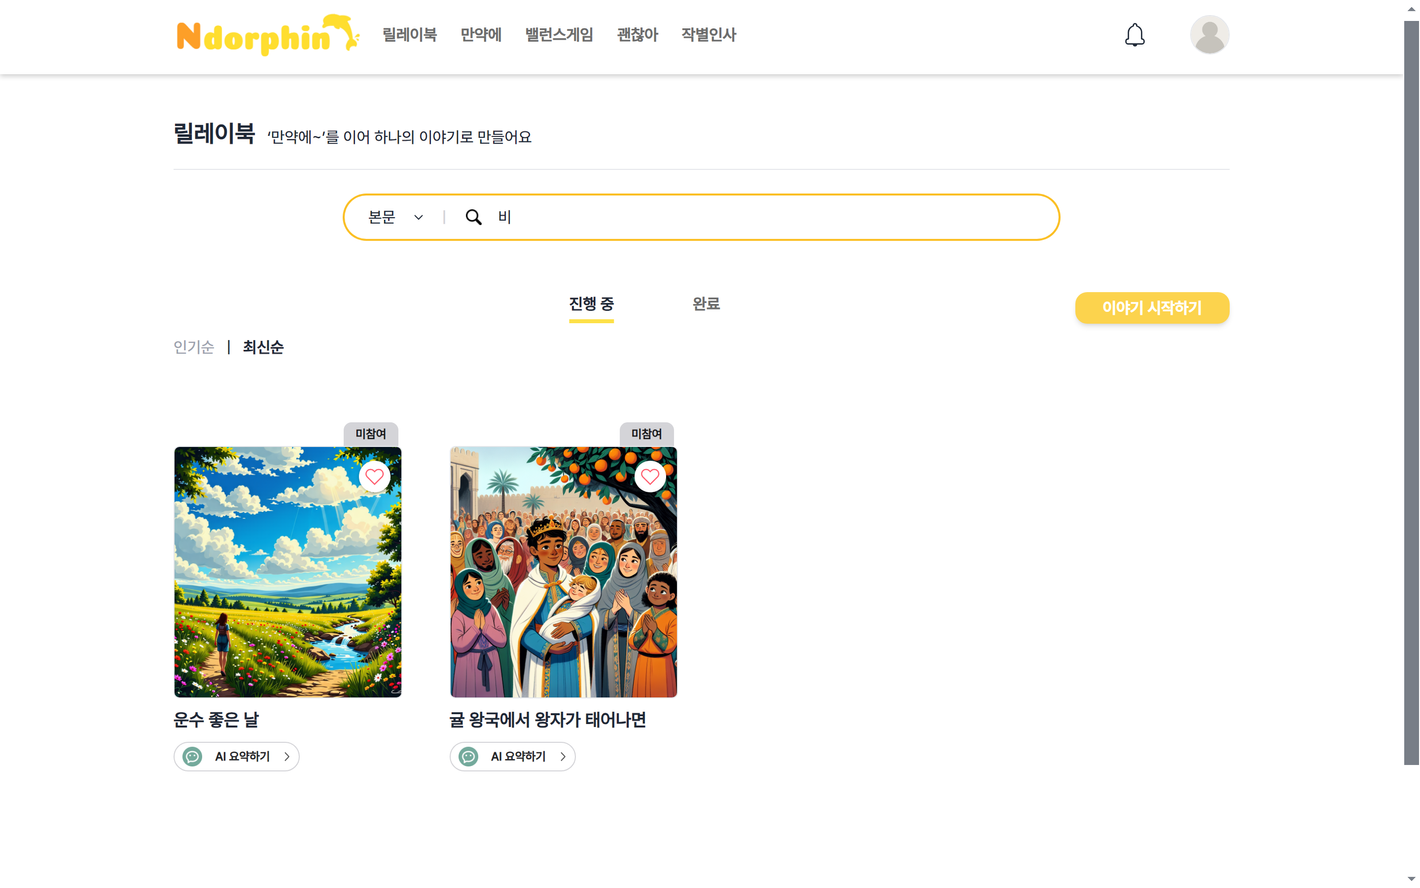 Ndorphin 릴레이북 만약에 밸런스게임 괜찮아 작별인사
릴레이북 ‘만약에~’를 이어 하나의 이야기로 만들어요
본문 | 비
진행 중 완료 이야기 시작하기
인기순 | 최신순
미참여 미참여
운수 좋은 날 귤 왕국에서 왕자가 태어나면
AI 요약하기 AI 요약하기